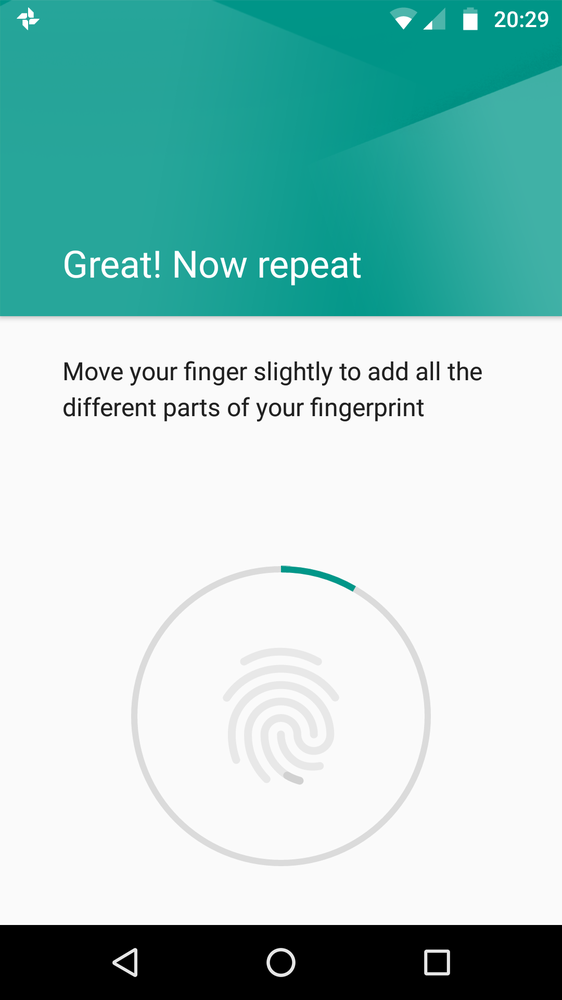 20:29
Great! Now repeat
Move your finger slightly to add all the
different parts of your fingerprint